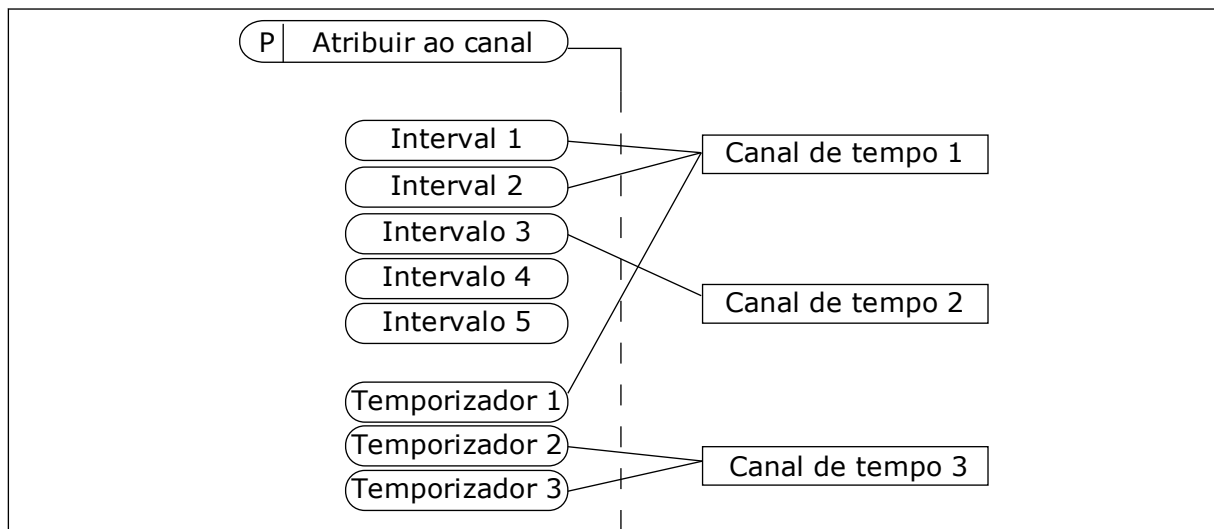 P Atribuir ao canal
Interval 1
Interval 2
Intervalo 3
Intervalo 4
Intervalo 5
Temporizador 1
Temporizador 2
Temporizador 3
Canal de tempo 1
Canal de tempo 2
Canal de tempo 3